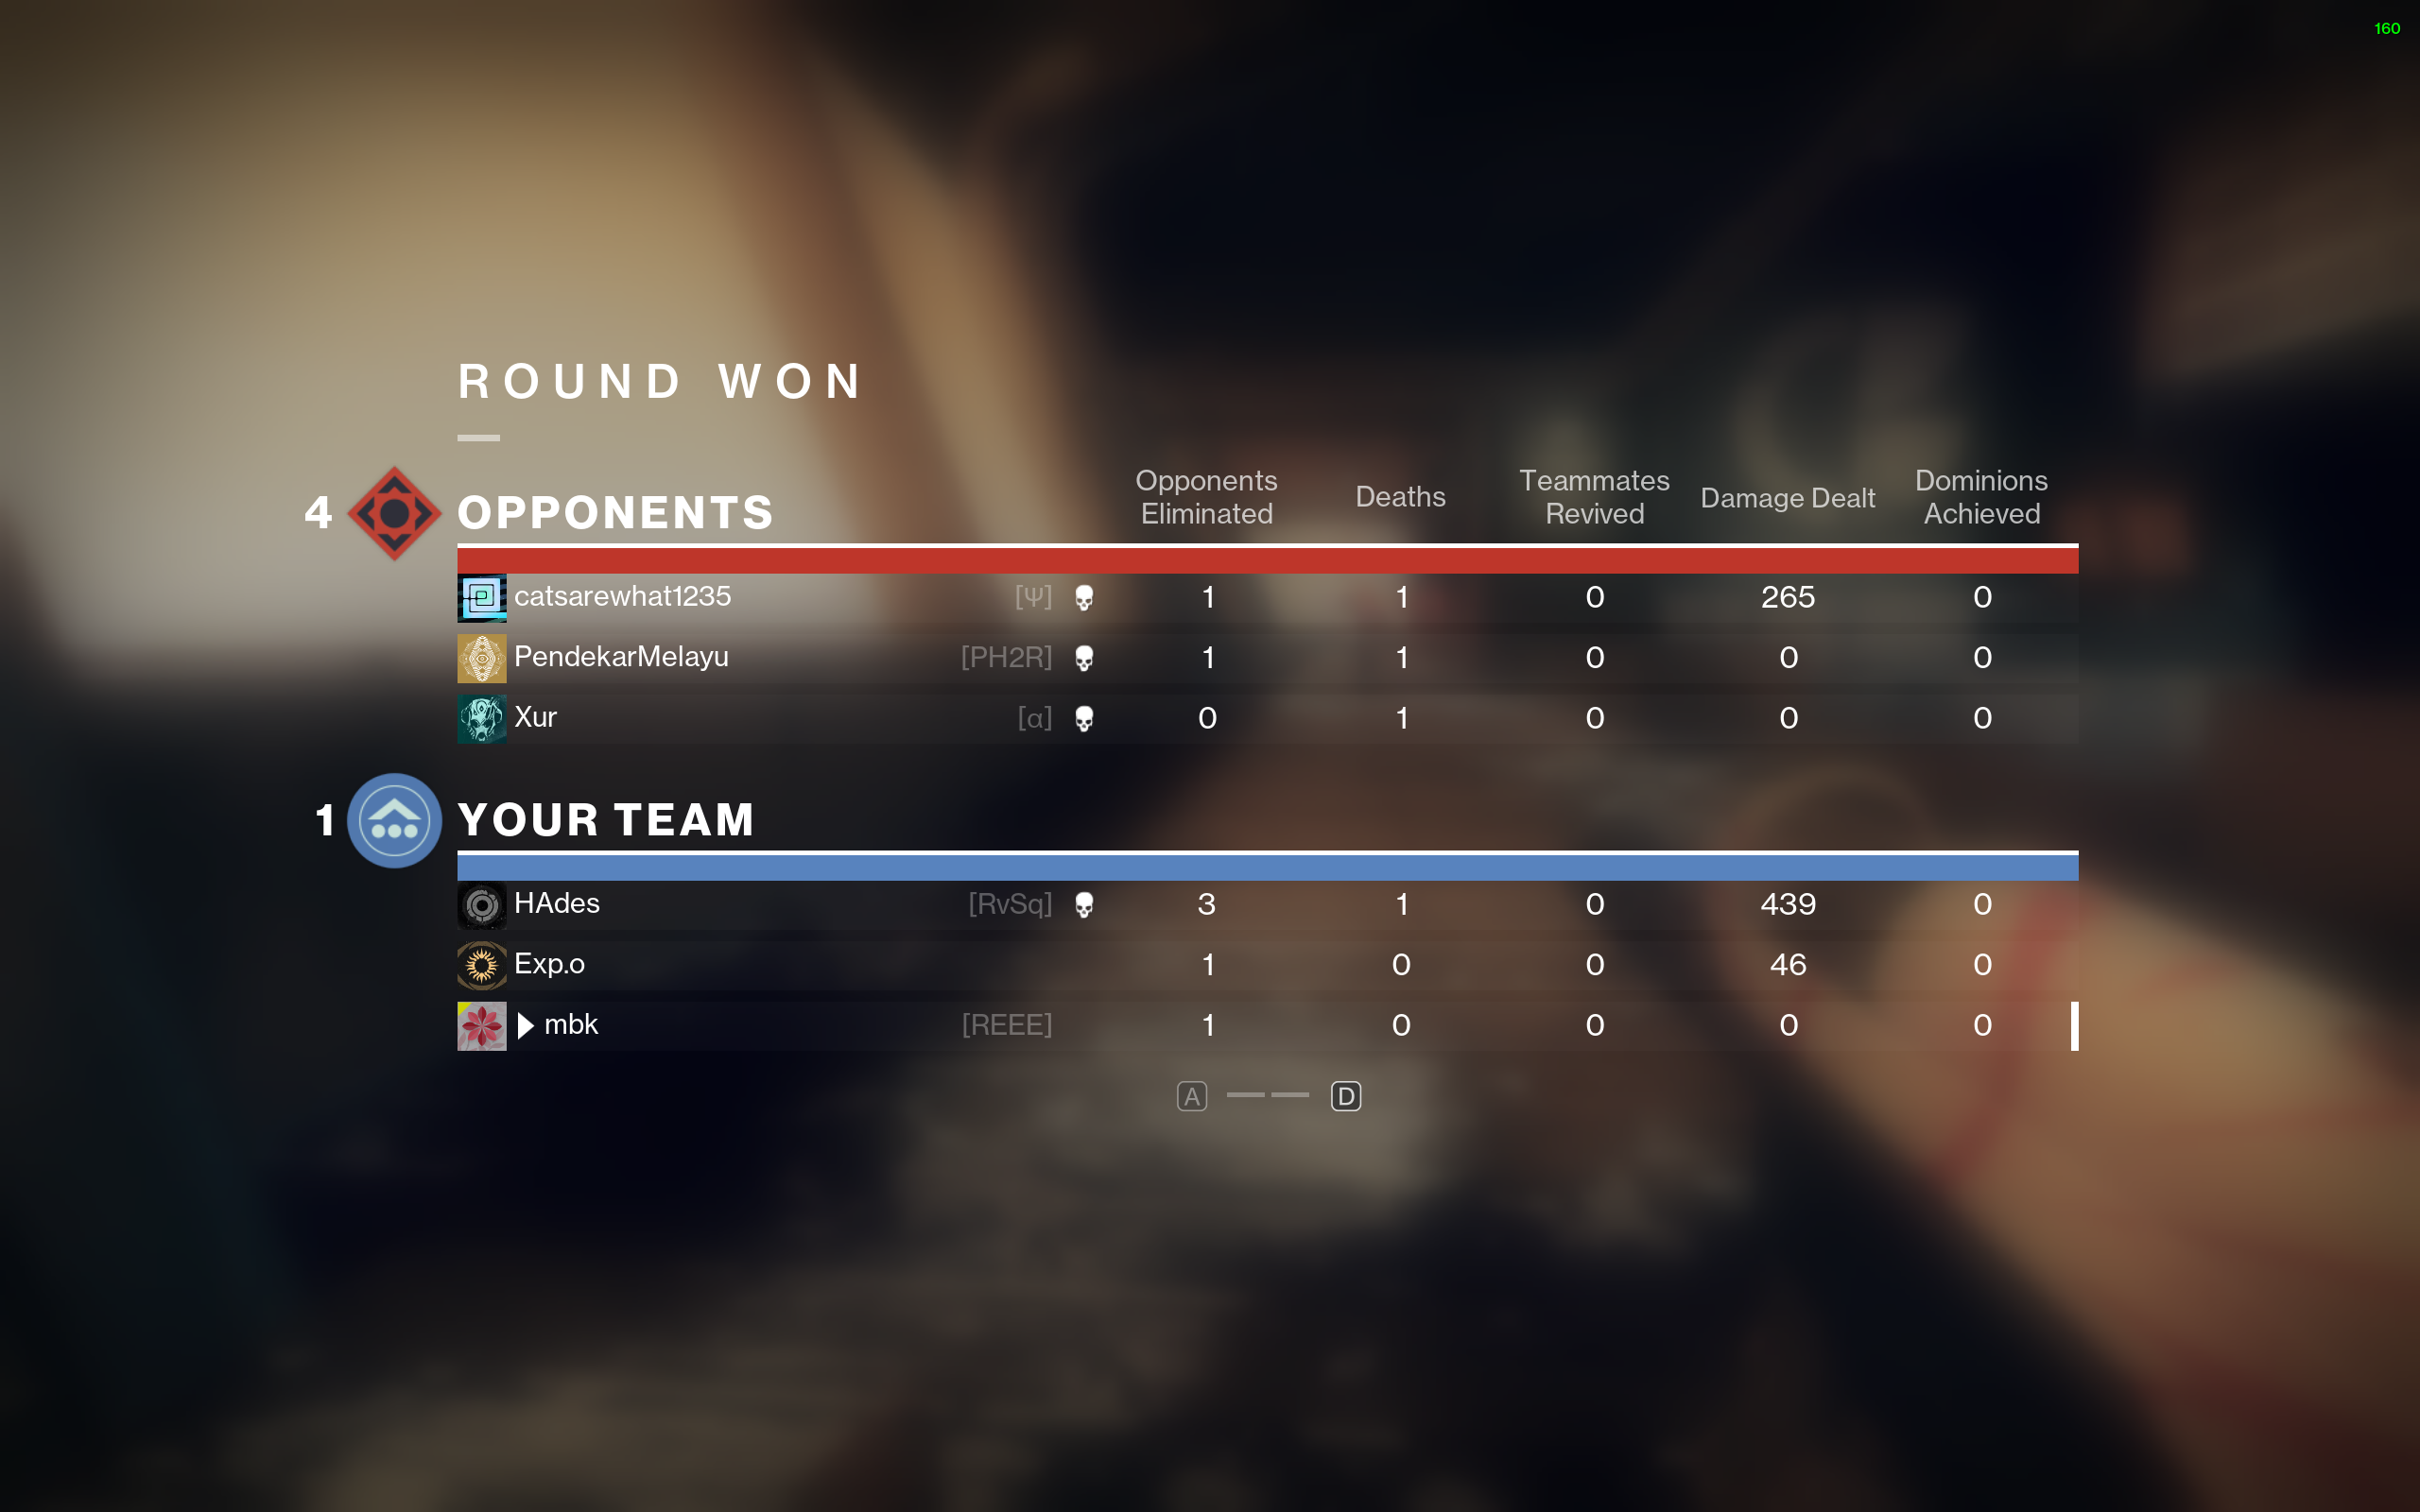 160
ROUND WON
Opponents Eliminated Deaths Teammates Revived Damage Dealt Dominions Achieved
4 OPPONENTS
catsarewhat1235 [Ψ] 1 1 0 265 0
PendekarMelayu [PH2R] 1 1 0 0 0
Xur [α] 0 1 0 0 0
1 YOUR TEAM
HAdes [RvSq] 3 1 0 439 0
Exp.o 1 0 0 46 0
mbk [REEE] 1 0 0 0 0
A D